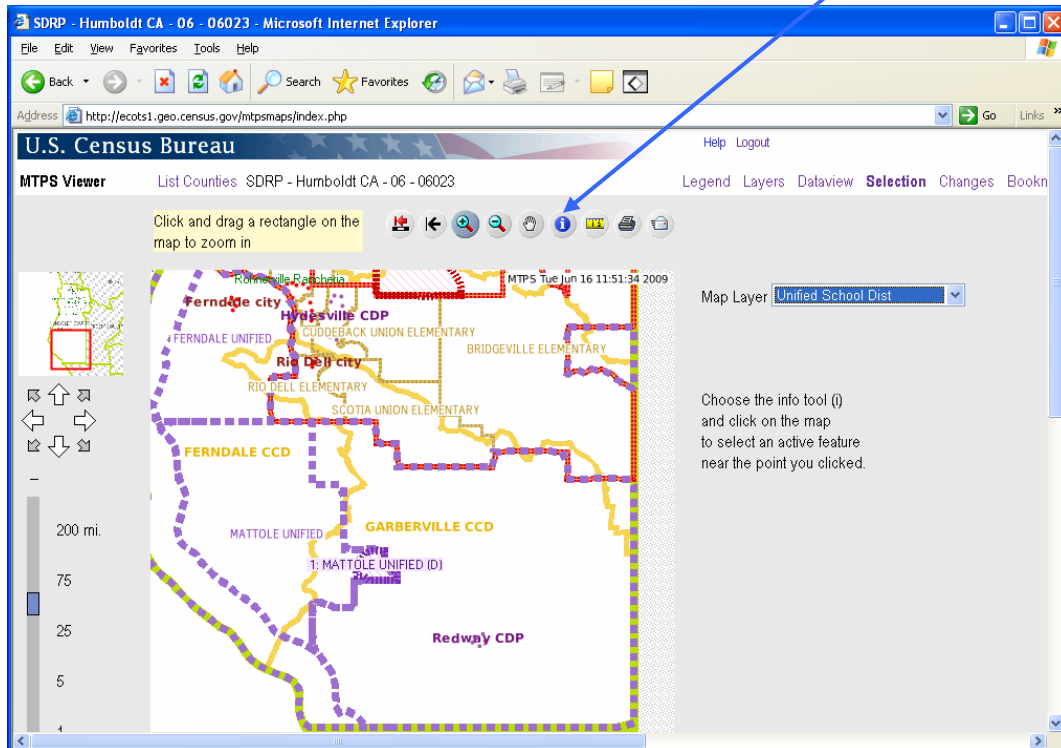 SDRP - Humboldt CA - 06 - 06023 - Microsoft Internet Explorer
File Edit View Favorites Tools Help
Back Search Favorites
Address http://ecots1.geo.census.gov/mtpsmaps/index.php Go Links »
U.S. Census Bureau Help Logout
MTPS Viewer List Counties SDRP - Humboldt CA - 06 - 06023 Legend Layers Dataview Selection Changes Bookn
Click and drag a rectangle on the
map to zoom in
Rohnerville Rancheria MTPS Tue Jun 16 11:51:34 2009
Map Layer Unified School Dist
Ferndale city
Hydesville CDP
CUDDEBACK UNION ELEMENTARY
FERNDALE UNIFIED
BRIDGEVILLE ELEMENTARY
Rio Dell city
RIO DELL ELEMENTARY
SCOTIA UNION ELEMENTARY
Choose the info tool (i)
and click on the map
to select an active feature
near the point you clicked.
FERNDALE CCD
GARBERVILLE CCD
MATTOLE UNIFIED
1: MATTOLE UNIFIED (D)
Redway CDP
200 mi.
75
25
5